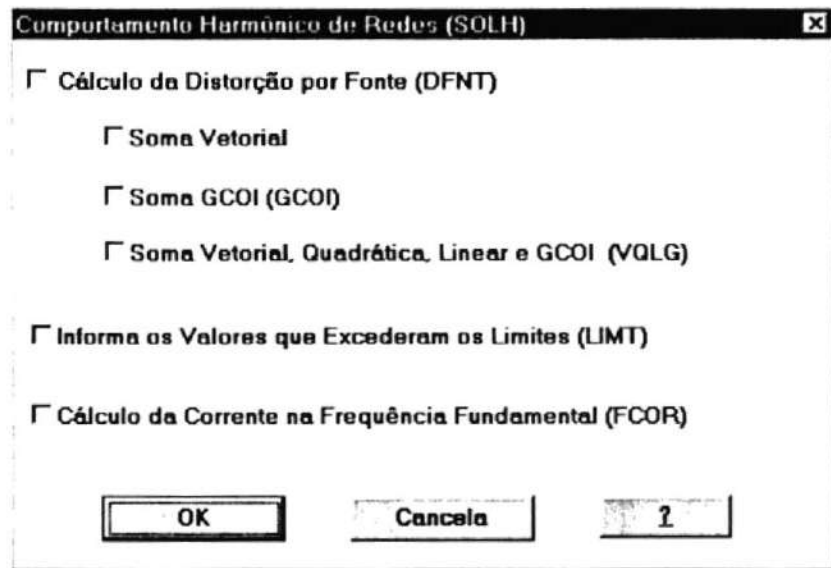 Comportamento Harmônico de Redes (SOLH)
Cálculo da Distorção por Fonte (DFNT)
Soma Vetorial
Soma GCOI (GCOI)
Soma Vetorial, Quadrática, Linear e GCOI (VQLG)
Informa os Valores que Excederam os Limites (LIMT)
Cálculo da Corrente na Frequência Fundamental (FCOR)
OK
Cancela
?